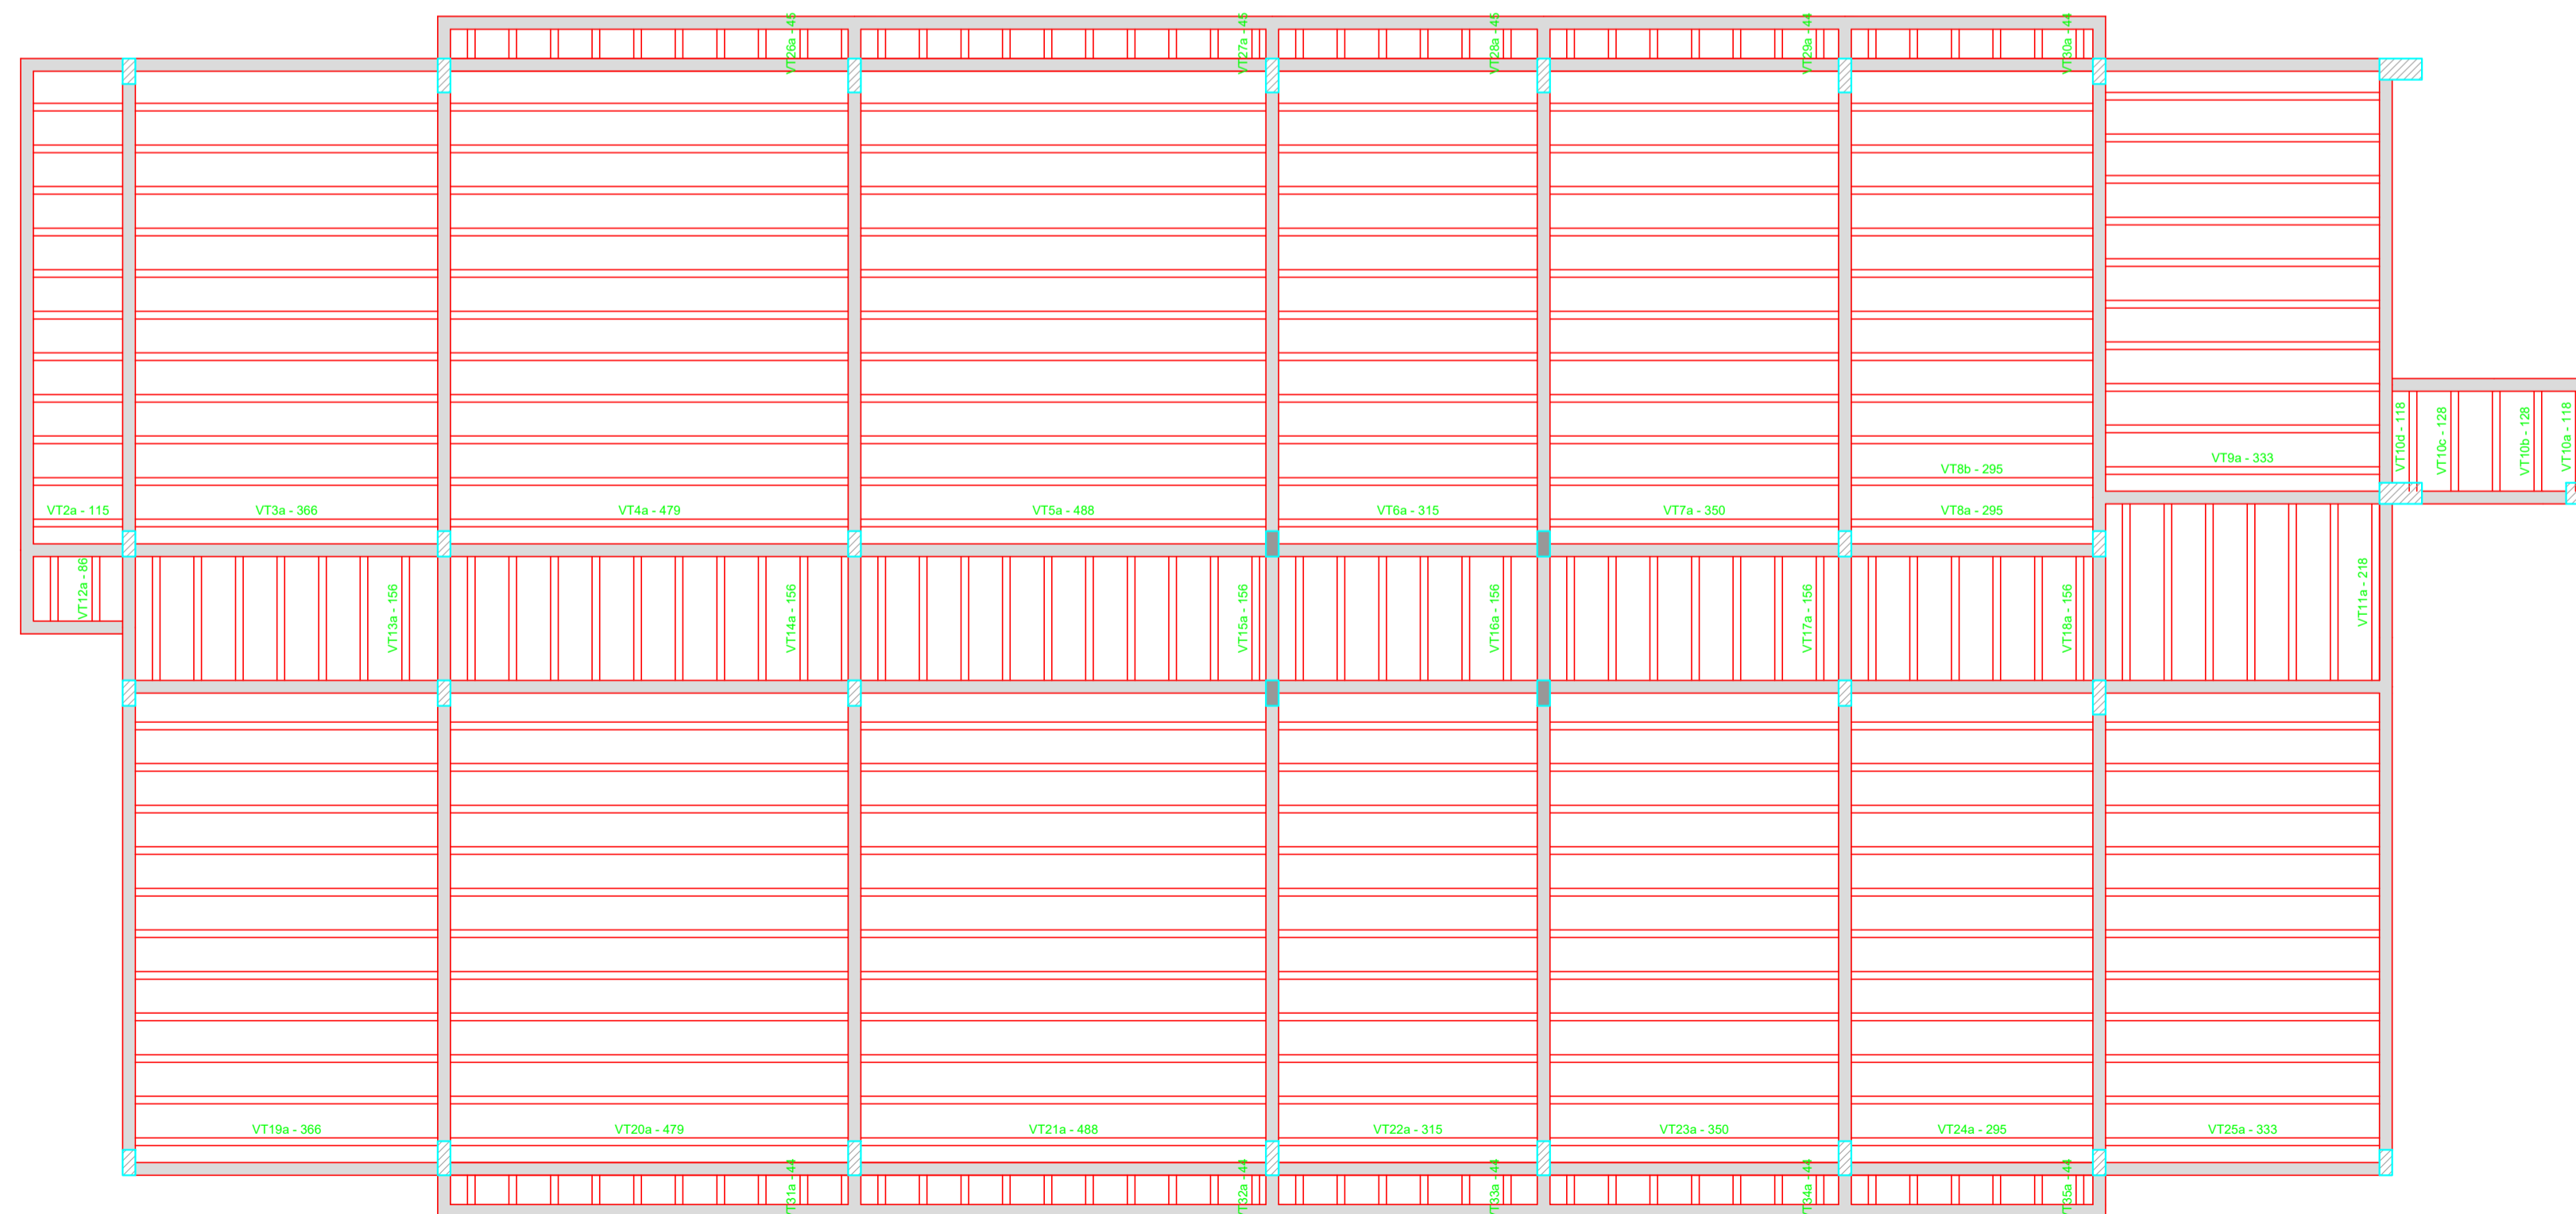 VT26a - 45
VT27a - 45
VT28a - 45
VT29a - 44
VT30a - 44
VT10d - 118
VT10c - 128
VT10b - 128
VT10a - 118
VT9a - 333
VT8b - 295
VT2a - 115
VT3a - 366
VT4a - 479
VT5a - 488
VT6a - 315
VT7a - 350
VT8a - 295
VT12a - 86
VT13a - 156
VT14a - 156
VT15a - 156
VT16a - 156
VT17a - 156
VT18a - 156
VT11a - 218
VT19a - 366
VT20a - 479
VT21a - 488
VT22a - 315
VT23a - 350
VT24a - 295
VT25a - 333
VT31a - 44
VT32a - 44
VT33a - 44
VT34a - 44
VT35a - 44